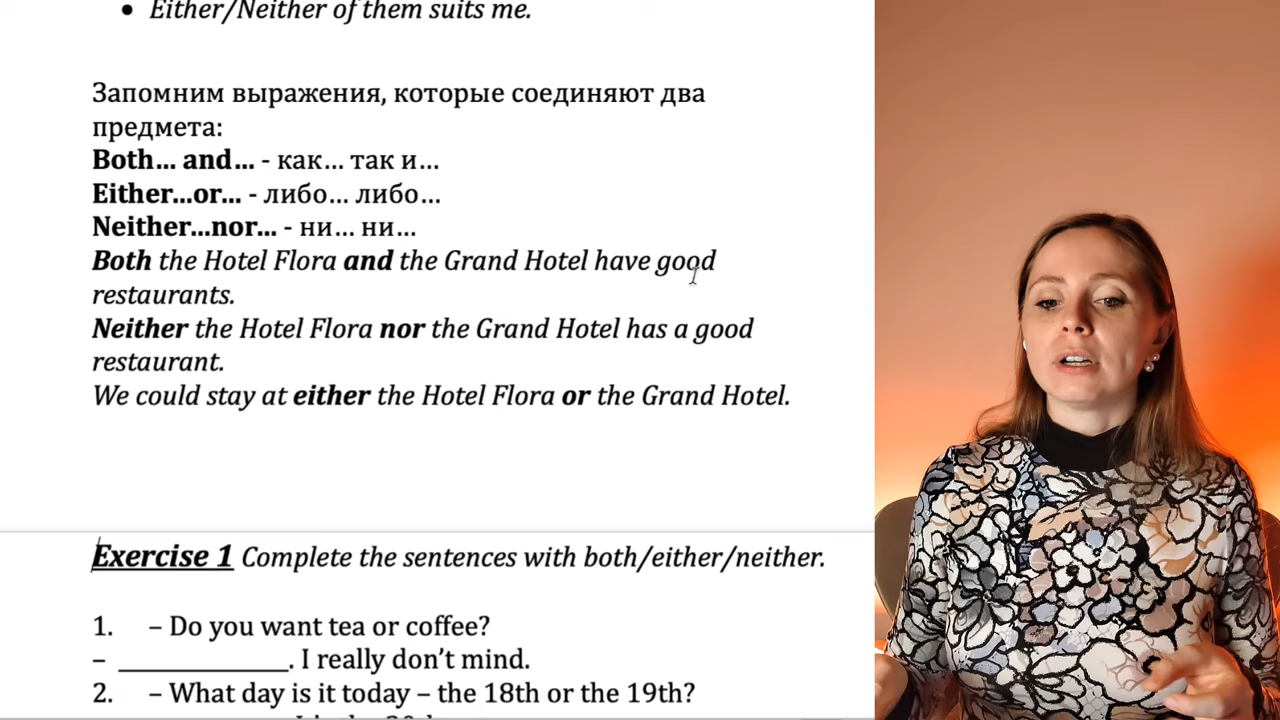 • Either/Neither of them suits me.
Запомним выражения, которые соединяют два
предмета:
Both… and… - как… так и…
Either…or… - либо… либо…
Neither…nor… - ни… ни…
Both the Hotel Flora and the Grand Hotel have good
restaurants.
Neither the Hotel Flora nor the Grand Hotel has a good
restaurant.
We could stay at either the Hotel Flora or the Grand Hotel.
Exercise 1 Complete the sentences with both/either/neither.
1. – Do you want tea or coffee?
– ______________. I really don’t mind.
2. – What day is it today – the 18th or the 19th?